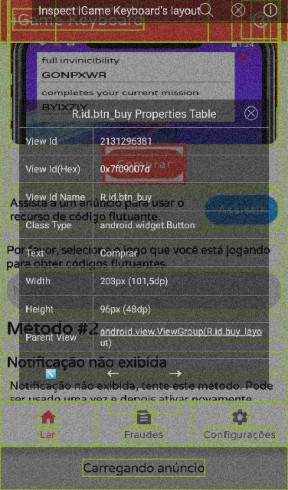 Inspect iGame Keyboard's layout
iGame Keyboard
full invinicibility
GONPXWR
completes your current mission
BYIXZIY
R.id.btn_buy Properties Table
View Id 2131296381
Comprar
View Id(Hex) 0x7f09007d
View Id Name R.id.btn_buy
Assista a um anúncio para usar o
recurso de código flutuante.
Assistir
Class Type android.widget.Button
Por favor, selecione o jogo que você está jogando
para obter códigos flutuantes.
Text Comprar
Width 203px (101,5dp)
Height 96px (48dp)
Método #2
Parent View android.view.ViewGroup(R.id.buy_layo
ut)
Notificação não exibida
Notificação não exibida, tente este método. Pode
ser usado uma vez e depois ativar novamente
Lar Fraudes Configurações
Carregando anúncio